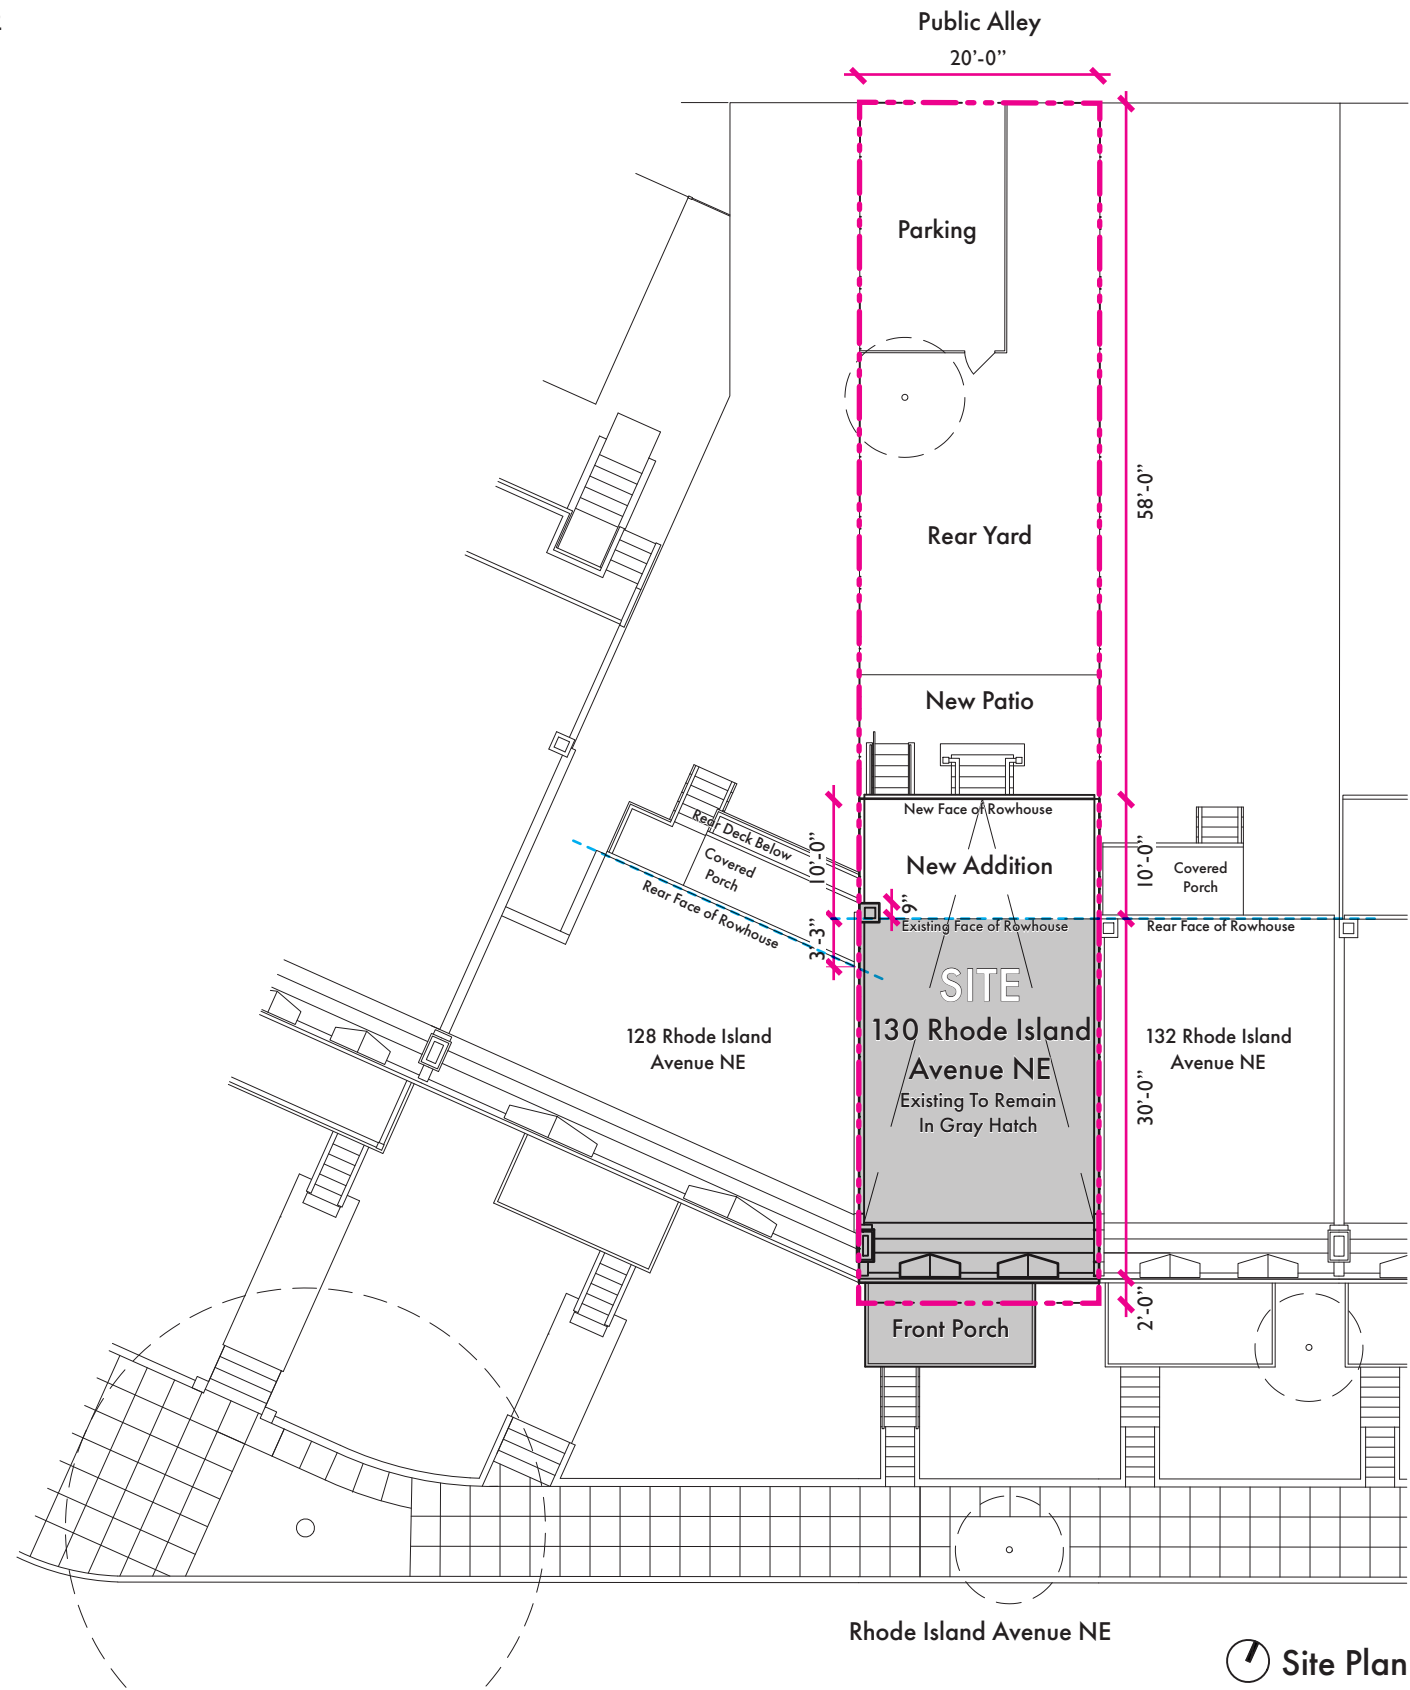 Public Alley
20'-0"
Parking
58'-0"
Rear Yard
New Patio
New Face of Rowhouse
Rear Deck Below
10'-0"
New Addition
10'-0"
Covered
Porch
Covered
Porch
Rear Face of Rowhouse
9"
3'-3"
Existing Face of Rowhouse
Rear Face of Rowhouse
SITE
128 Rhode Island
Avenue NE
130 Rhode Island
Avenue NE
Existing To Remain
In Gray Hatch
132 Rhode Island
Avenue NE
30'-0"
2'-0"
Front Porch
Rhode Island Avenue NE
Site Plan